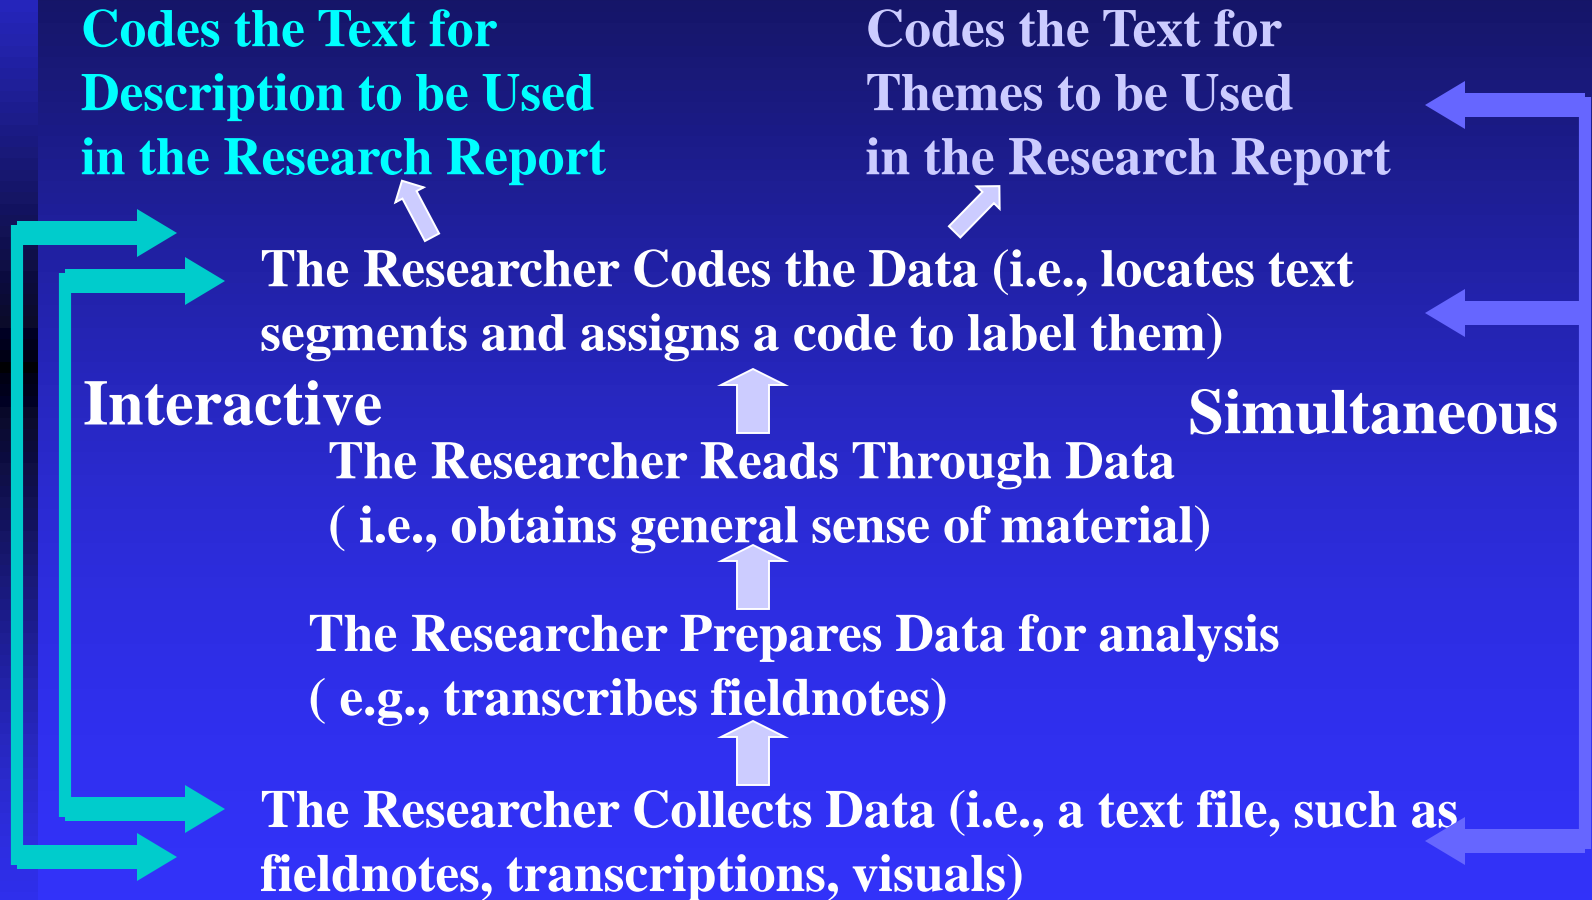 Codes the Text for
Description to be Used
in the Research Report
Codes the Text for
Themes to be Used
in the Research Report
The Researcher Codes the Data (i.e., locates text
segments and assigns a code to label them)
Interactive
Simultaneous
The Researcher Reads Through Data
( i.e., obtains general sense of material)
The Researcher Prepares Data for analysis
( e.g., transcribes fieldnotes)
The Researcher Collects Data (i.e., a text file, such as
fieldnotes, transcriptions, visuals)